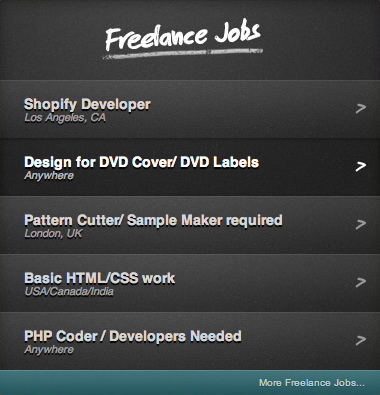 Freelance Jobs
Shopify Developer
Los Angeles, CA
Design for DVD Cover/ DVD Labels
Anywhere
Pattern Cutter/ Sample Maker required
London, UK
Basic HTML/CSS work
USA/Canada/India
PHP Coder / Developers Needed
Anywhere
More Freelance Jobs...